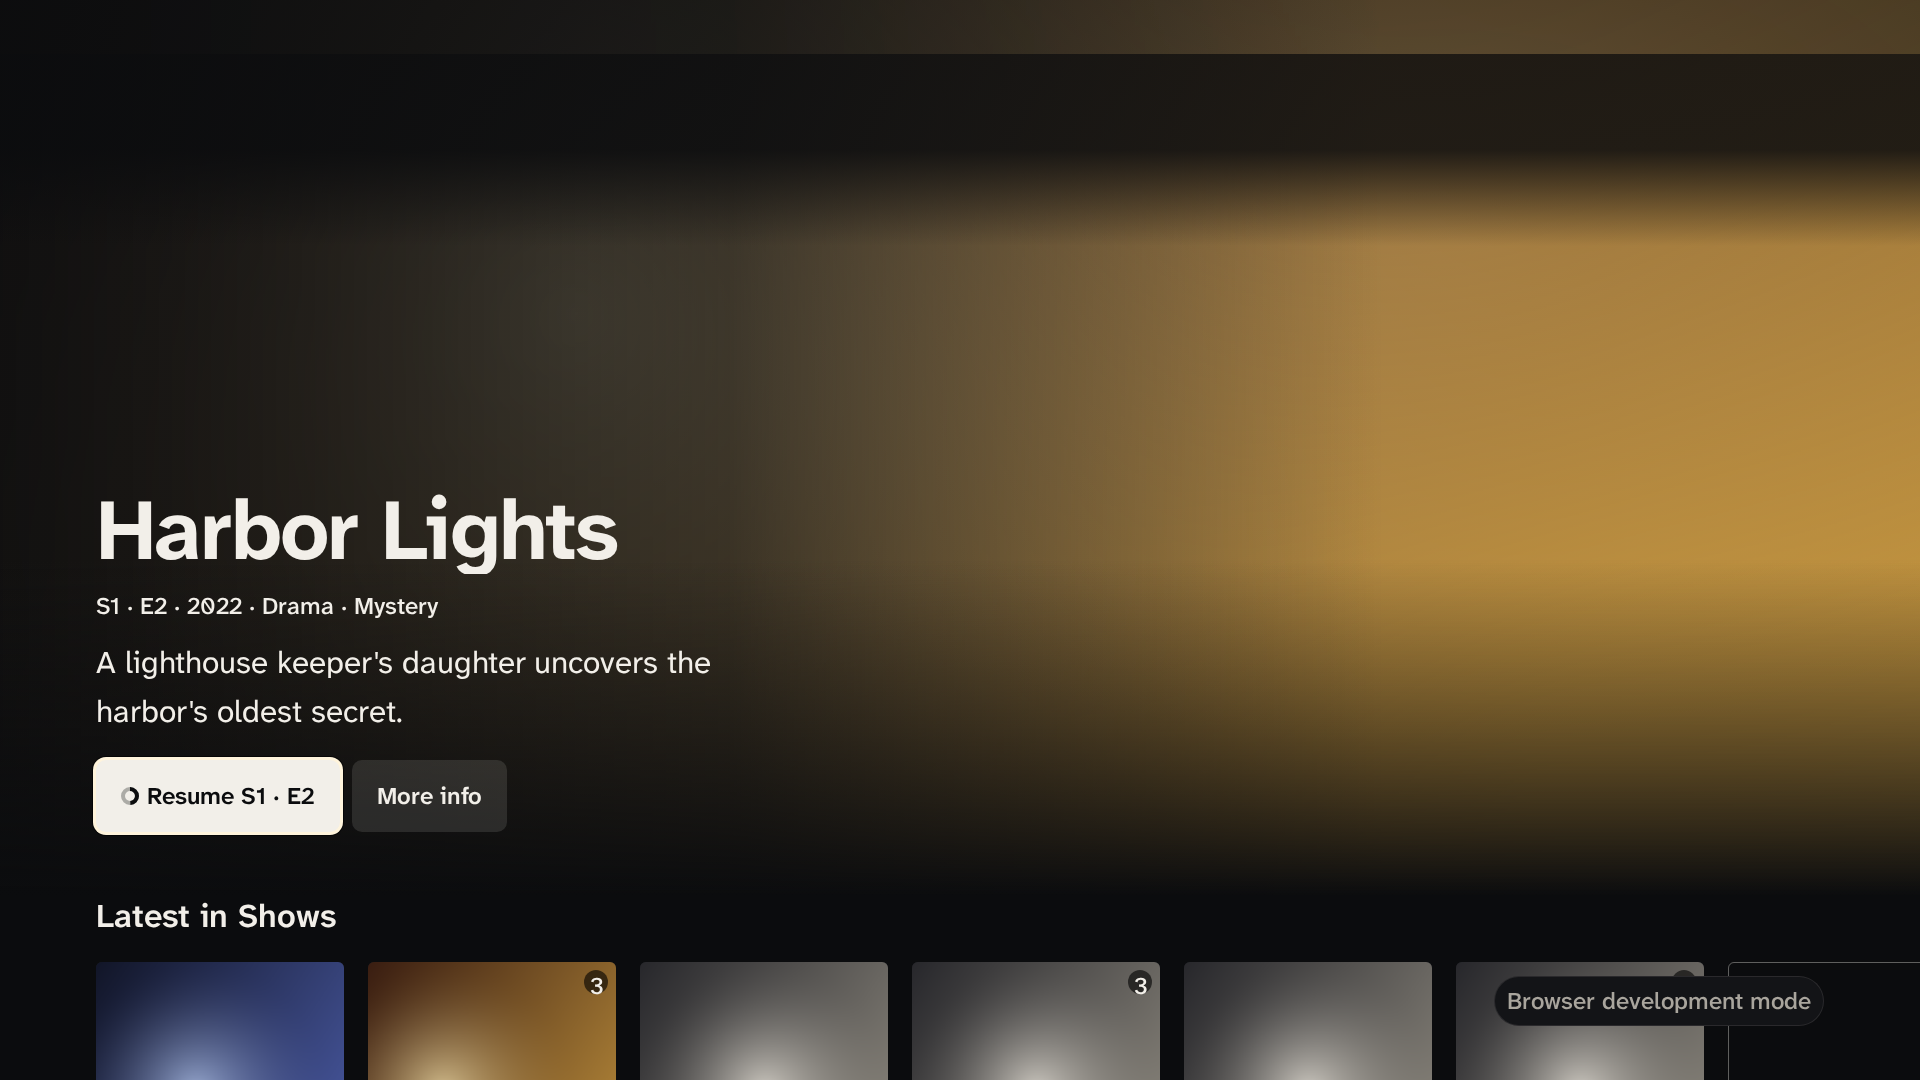 Harbor Lights
S1 · E2 · 2022 · Drama · Mystery
A lighthouse keeper's daughter uncovers the
harbor's oldest secret.
Resume S1 · E2
More info
Latest in Shows
3
3
Browser development mode